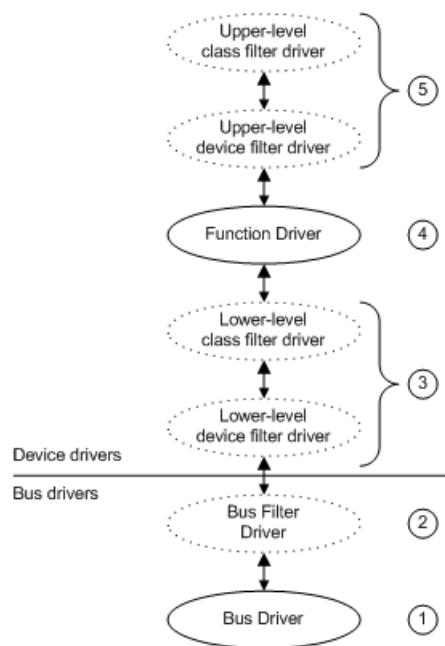 Upper-level
class filter driver
5
Upper-level
device filter driver
Function Driver
4
Lower-level
class filter driver
3
Lower-level
device filter driver
Device drivers
Bus drivers
Bus Filter
Driver
2
Bus Driver
1